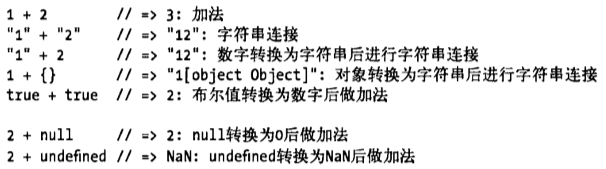 1 + 2 // => 3: 加法
"1" + "2" // => "12": 字符串连接
"1" + 2 // => "12": 数字转换为字符串后进行字符串连接
1 + {} // => "1[object Object]": 对象转换为字符串后进行字符串连接
true + true // => 2: 布尔值转换为数字后做加法
2 + null // => 2: null转换为0后做加法
2 + undefined // => NaN: undefined转换为NaN后做加法